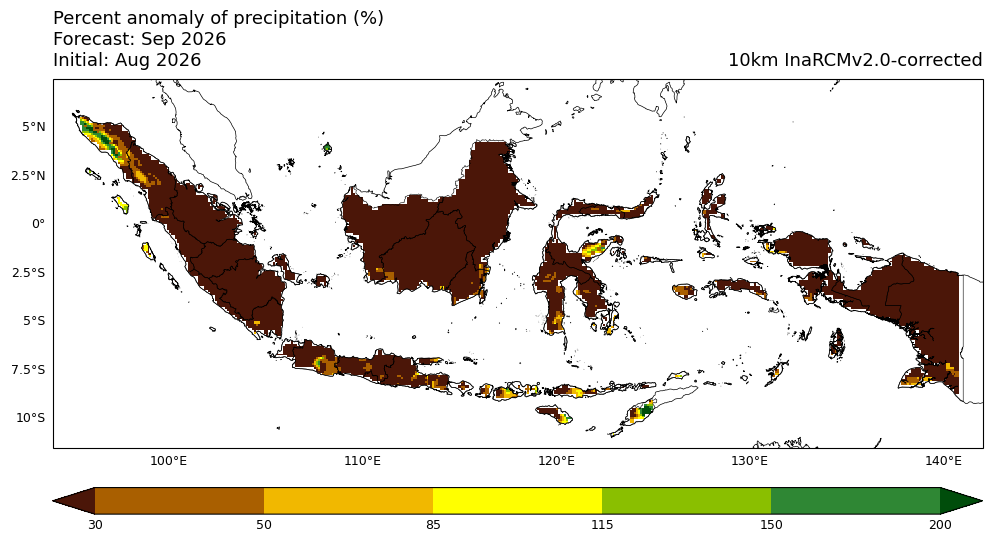 Percent anomaly of precipitation (%)
Forecast: Sep 2026
Initial: Aug 2026
10km InaRCMv2.0-corrected
5°N
2.5°N
0°
2.5°S
5°S
7.5°S
10°S
100°E
110°E
120°E
130°E
140°E
30
50
85
115
150
200